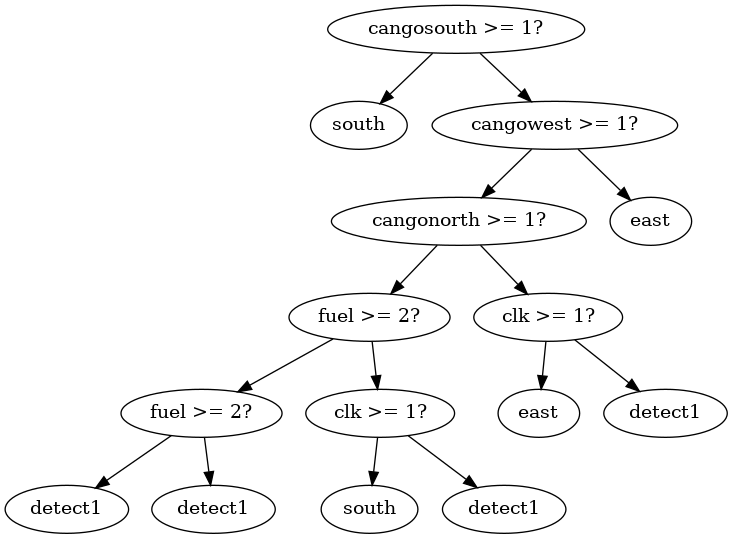 cangosouth >= 1?
south
cangowest >= 1?
cangonorth >= 1?
east
fuel >= 2?
clk >= 1?
fuel >= 2?
clk >= 1?
east
detect1
detect1
detect1
south
detect1